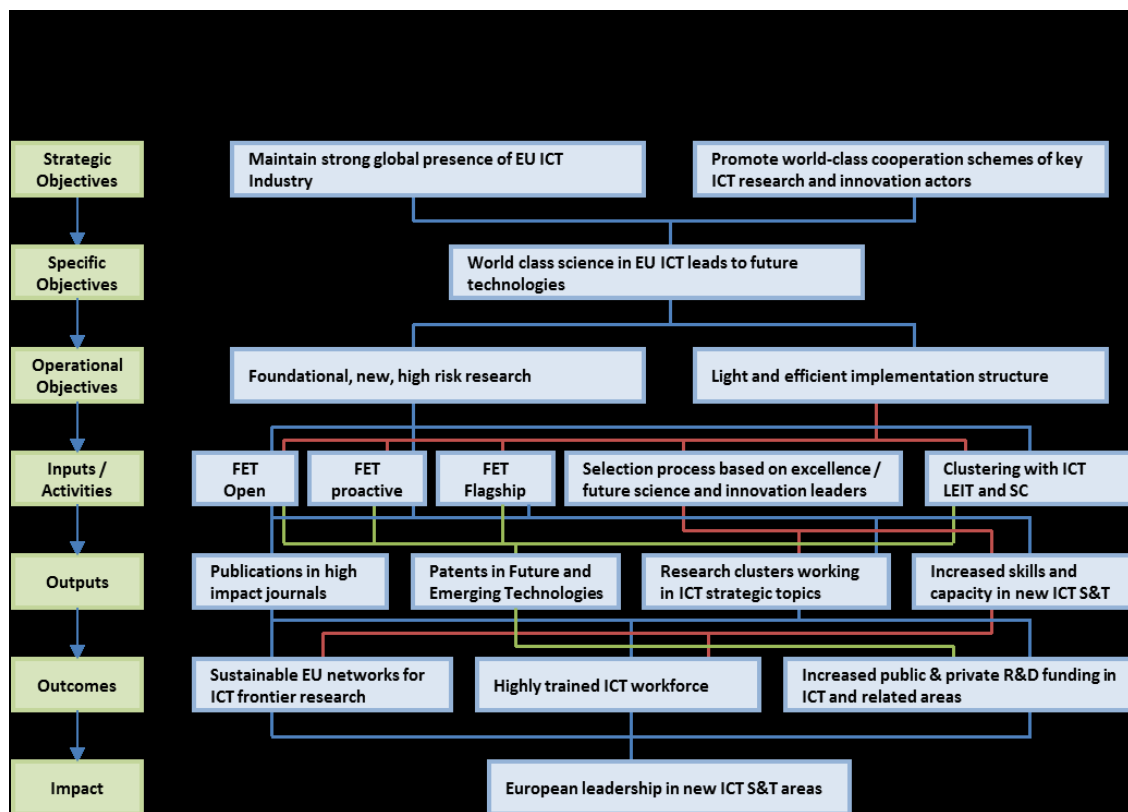 Strategic
Objectives
Maintain strong global presence of EU ICT
Industry
Promote world-class cooperation schemes of key
ICT research and innovation actors
Specific
Objectives
World class science in EU ICT leads to future
technologies
Operational
Objectives
Foundational, new, high risk research
Light and efficient implementation structure
Inputs /
Activities
FET
Open
FET
proactive
FET
Flagship
Selection process based on excellence /
future science and innovation leaders
Clustering with ICT
LEIT and SC
Outputs
Publications in high
impact journals
Patents in Future and
Emerging Technologies
Research clusters working
in ICT strategic topics
Increased skills and
capacity in new ICT S&T
Outcomes
Sustainable EU networks for
ICT frontier research
Highly trained ICT workforce
Increased public & private R&D funding in
ICT and related areas
Impact
European leadership in new ICT S&T areas